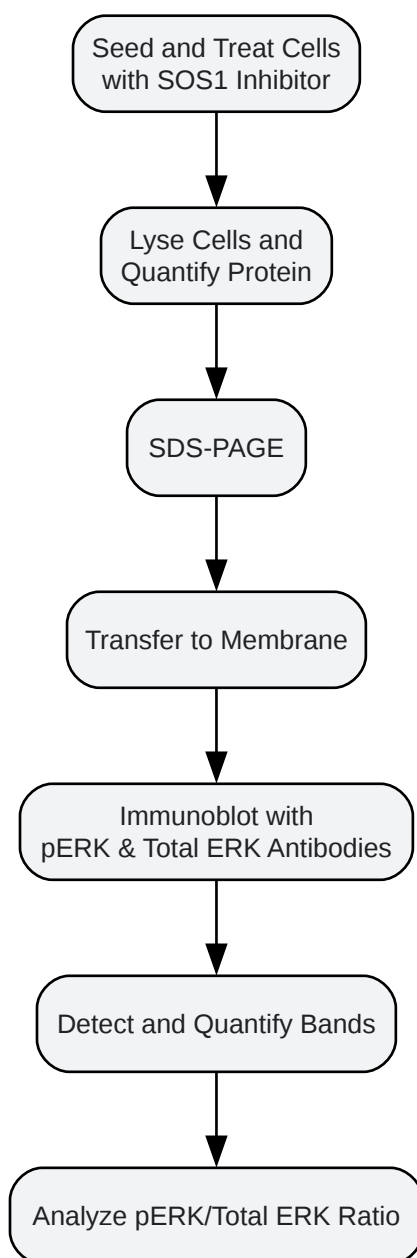 Seed and Treat Cells
with SOS1 Inhibitor
Lyse Cells and
Quantify Protein
SDS-PAGE
Transfer to Membrane
Immunoblot with
pERK & Total ERK Antibodies
Detect and Quantify Bands
Analyze pERK/Total ERK Ratio